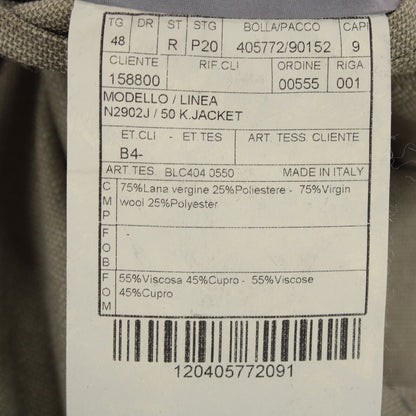 TG DR ST STG BOLLA/PACCO CAPI
48 R P20 405772/90152 9
CLIENTE RIF.CLI ORDINE RIGA
158800 00555 001
MODELLO / LINEA
N2902J / 50 K.JACKET
ET CLI - ET TES ART. TESS. CLIENTE
B4-
ART TES. BLC404 0550 MADE IN ITALY
CMP 75%Lana vergine 25%Poliestere - 75%Virgin
wool 25%Polyester
FOB
FOM 55%Viscosa 45%Cupro - 55%Viscose
45%Cupro
120405772091